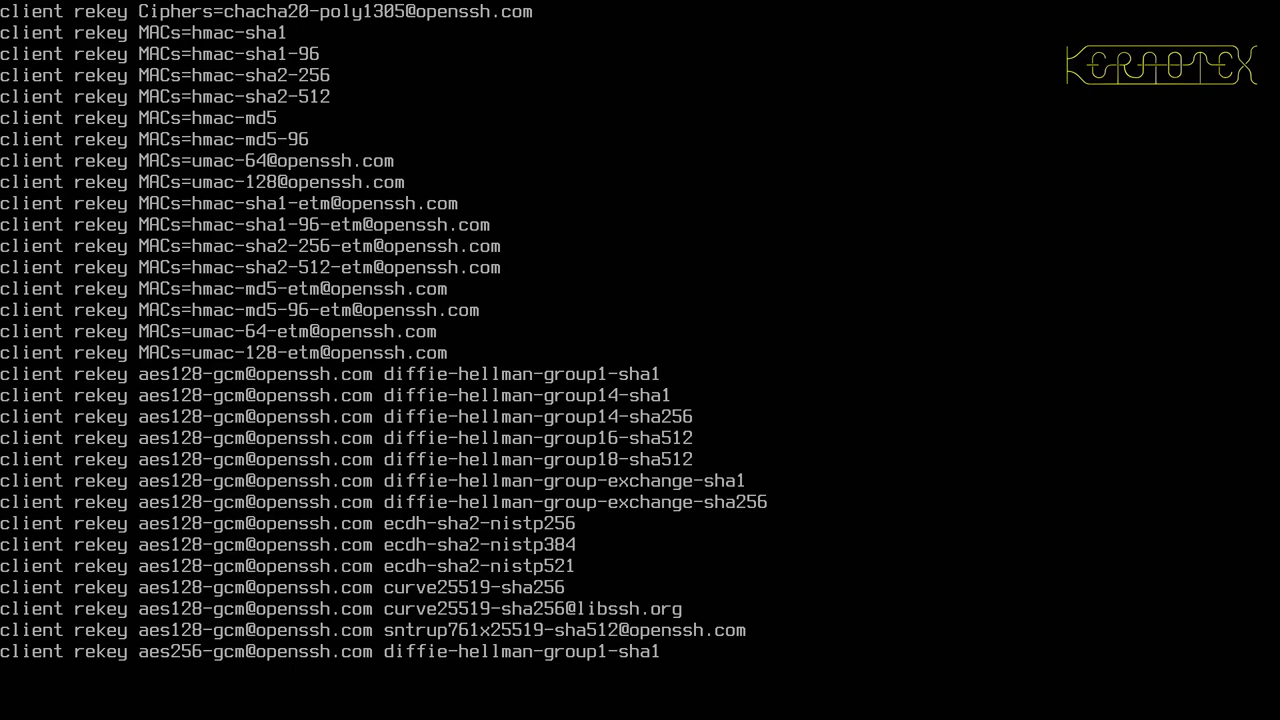 client rekey Ciphers=chacha20-poly1305@openssh.com
client rekey MACs=hmac-sha1
client rekey MACs=hmac-sha1-96
client rekey MACs=hmac-sha2-256
client rekey MACs=hmac-sha2-512
client rekey MACs=hmac-md5
client rekey MACs=hmac-md5-96
client rekey MACs=umac-64@openssh.com
client rekey MACs=umac-128@openssh.com
client rekey MACs=hmac-sha1-etm@openssh.com
client rekey MACs=hmac-sha1-96-etm@openssh.com
client rekey MACs=hmac-sha2-256-etm@openssh.com
client rekey MACs=hmac-sha2-512-etm@openssh.com
client rekey MACs=hmac-md5-etm@openssh.com
client rekey MACs=hmac-md5-96-etm@openssh.com
client rekey MACs=umac-64-etm@openssh.com
client rekey MACs=umac-128-etm@openssh.com
client rekey aes128-gcm@openssh.com diffie-hellman-group1-sha1
client rekey aes128-gcm@openssh.com diffie-hellman-group14-sha1
client rekey aes128-gcm@openssh.com diffie-hellman-group14-sha256
client rekey aes128-gcm@openssh.com diffie-hellman-group16-sha512
client rekey aes128-gcm@openssh.com diffie-hellman-group18-sha512
client rekey aes128-gcm@openssh.com diffie-hellman-group-exchange-sha1
client rekey aes128-gcm@openssh.com diffie-hellman-group-exchange-sha256
client rekey aes128-gcm@openssh.com ecdh-sha2-nistp256
client rekey aes128-gcm@openssh.com ecdh-sha2-nistp384
client rekey aes128-gcm@openssh.com ecdh-sha2-nistp521
client rekey aes128-gcm@openssh.com curve25519-sha256
client rekey aes128-gcm@openssh.com curve25519-sha256@libssh.org
client rekey aes128-gcm@openssh.com sntrup761x25519-sha512@openssh.com
client rekey aes256-gcm@openssh.com diffie-hellman-group1-sha1